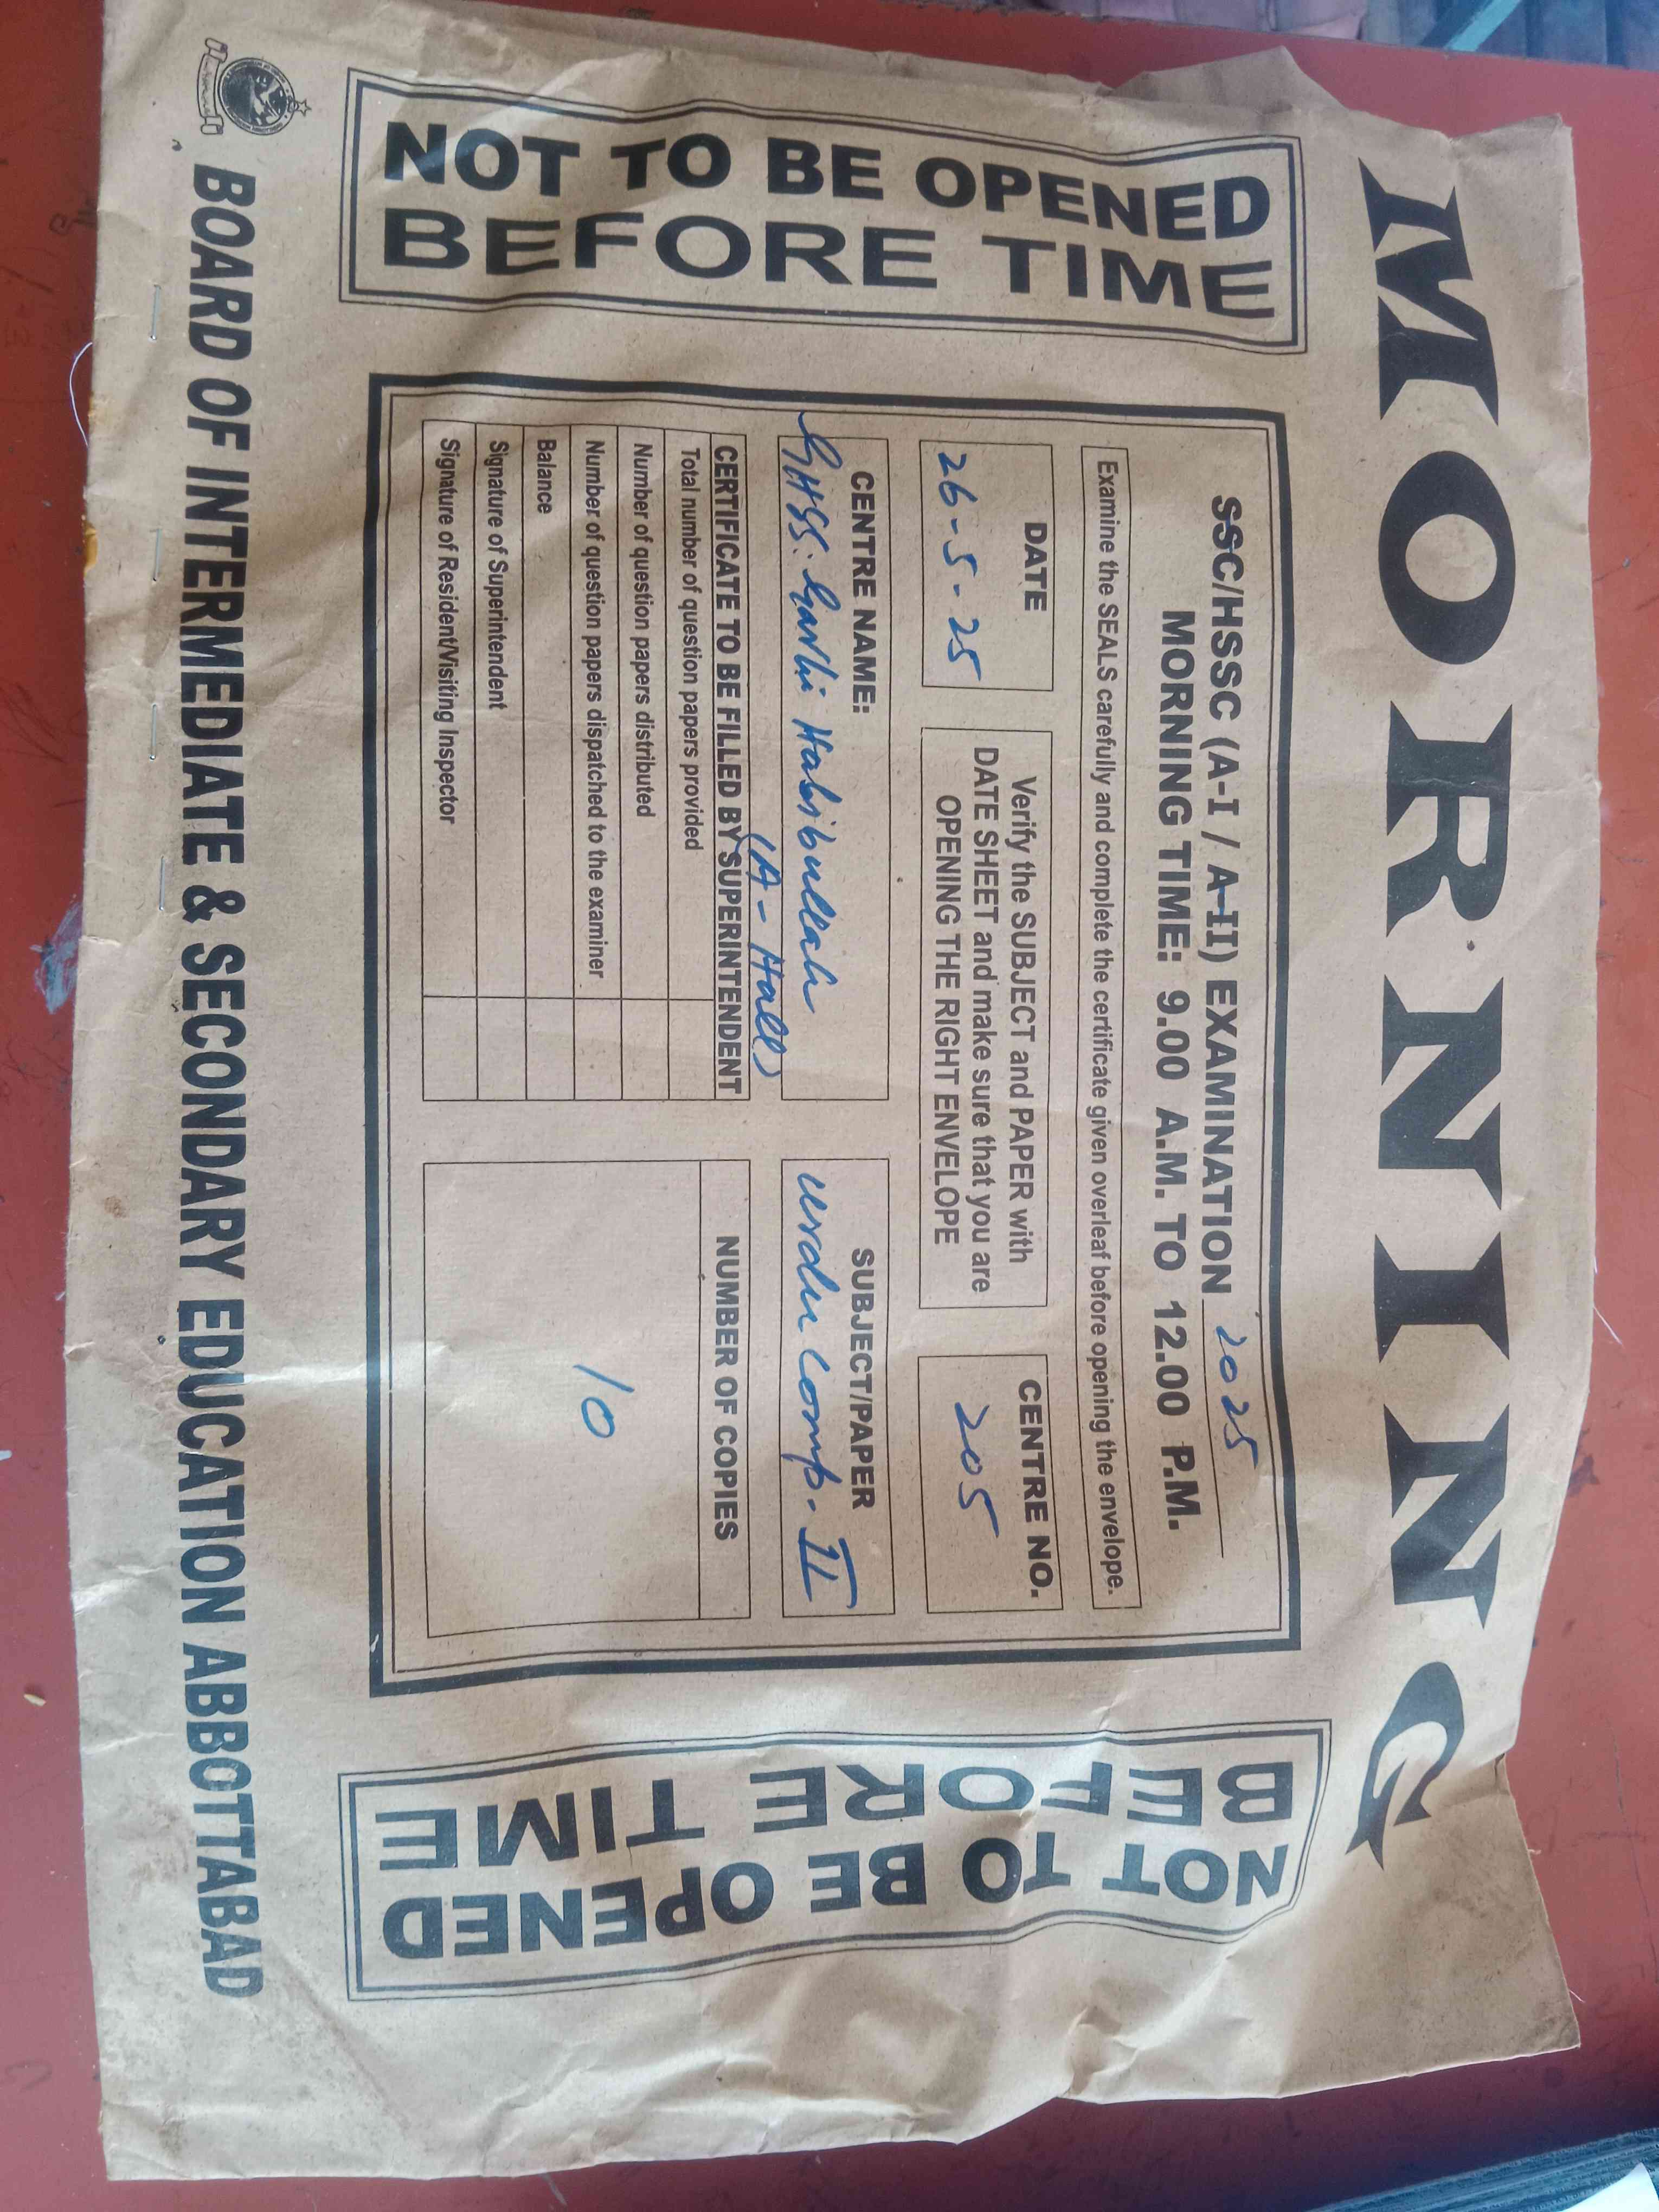 MORNING
NOT TO BE OPENED
BEFORE TIME
SSC/HSSC (A-I / A-II) EXAMINATION 2025
MORNING TIME: 9.00 A.M. TO 12.00 P.M.
Examine the SEALS carefully and complete the certificate given overleaf before opening the envelope.
DATE
26-5-25
Verify the SUBJECT and PAPER with
DATE SHEET and make sure that you are
OPENING THE RIGHT ENVELOPE
CENTRE NO.
205
CENTRE NAME:
GHSS. Garhi Habibullah
(A-Hall)
SUBJECT/PAPER
urdu comp. II
CERTIFICATE TO BE FILLED BY SUPERINTENDENT
Total number of question papers provided
Number of question papers distributed
Number of question papers dispatched to the examiner
Balance
Signature of Superintendent
Signature of Resident/Visiting Inspector
NUMBER OF COPIES
10
NOT TO BE OPENED
BEFORE TIME
BOARD OF INTERMEDIATE & SECONDARY EDUCATION ABBOTTABAD